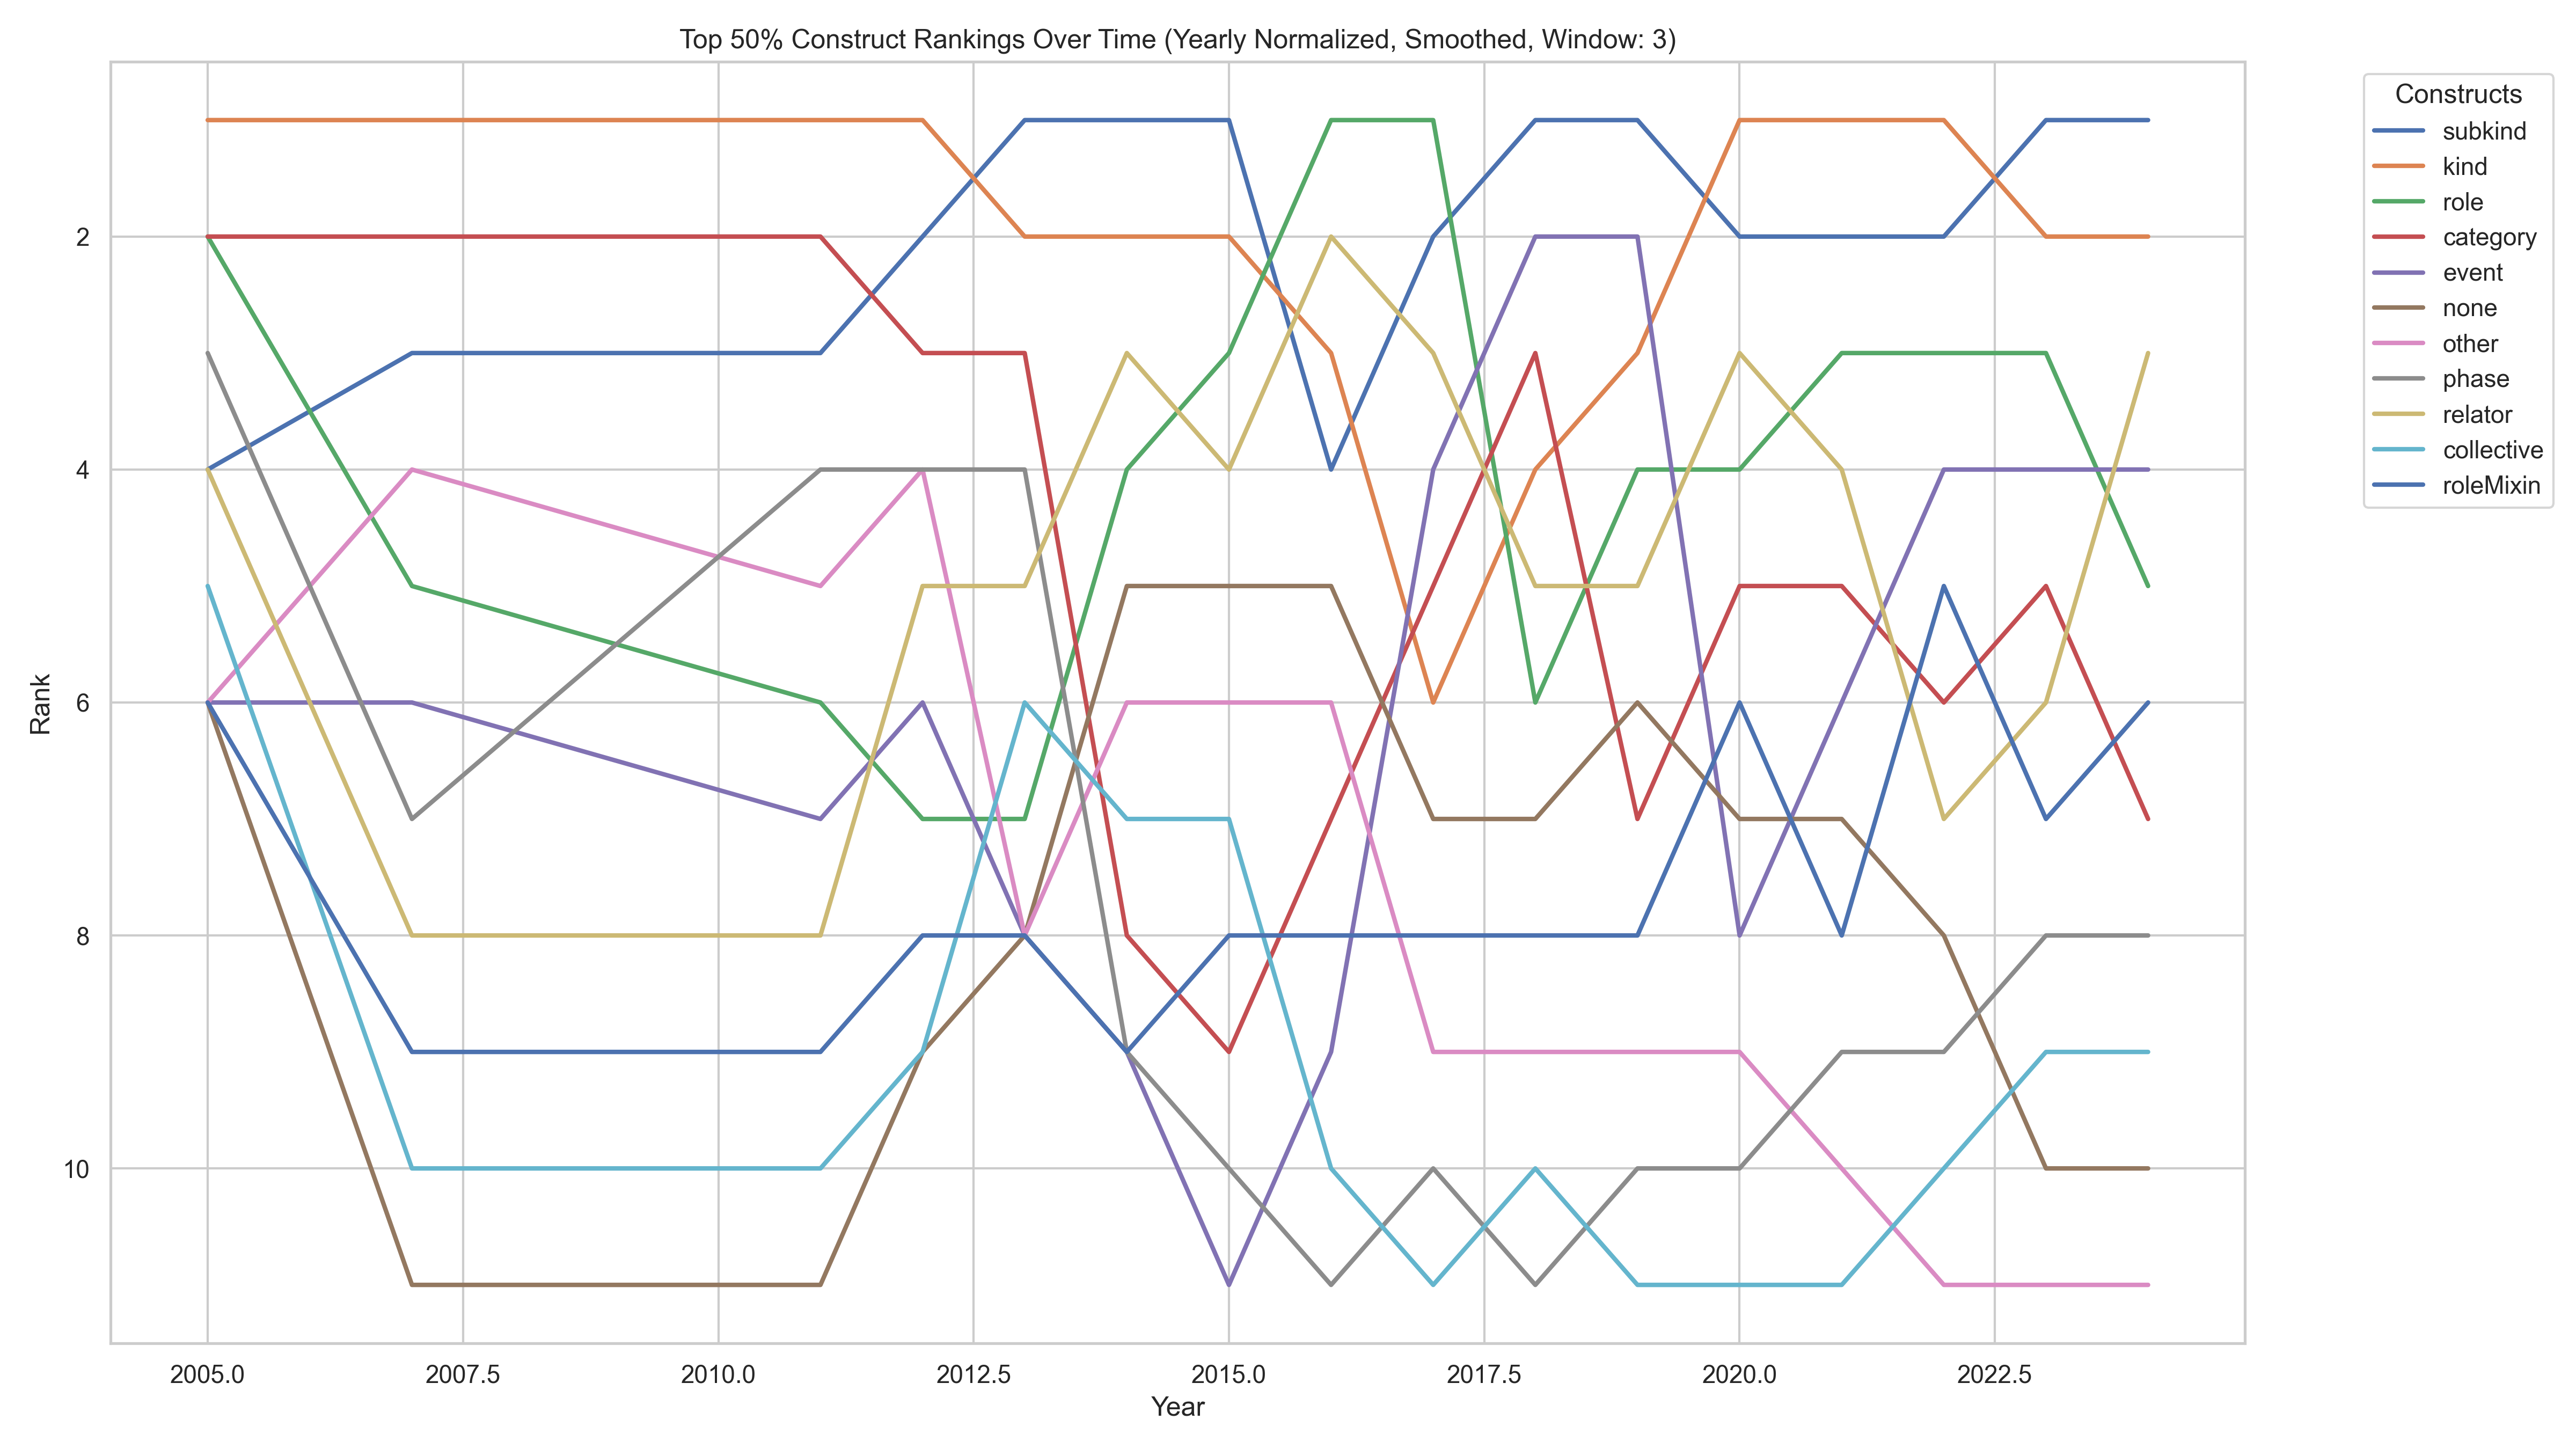 Top 50% Construct Rankings Over Time (Yearly Normalized, Smoothed, Window: 3)
Constructs
subkind
kind
role
category
event
none
other
phase
relator
collective
roleMixin
Rank
2
4
6
8
10
2005.0 2007.5 2010.0 2012.5 2015.0 2017.5 2020.0 2022.5
Year